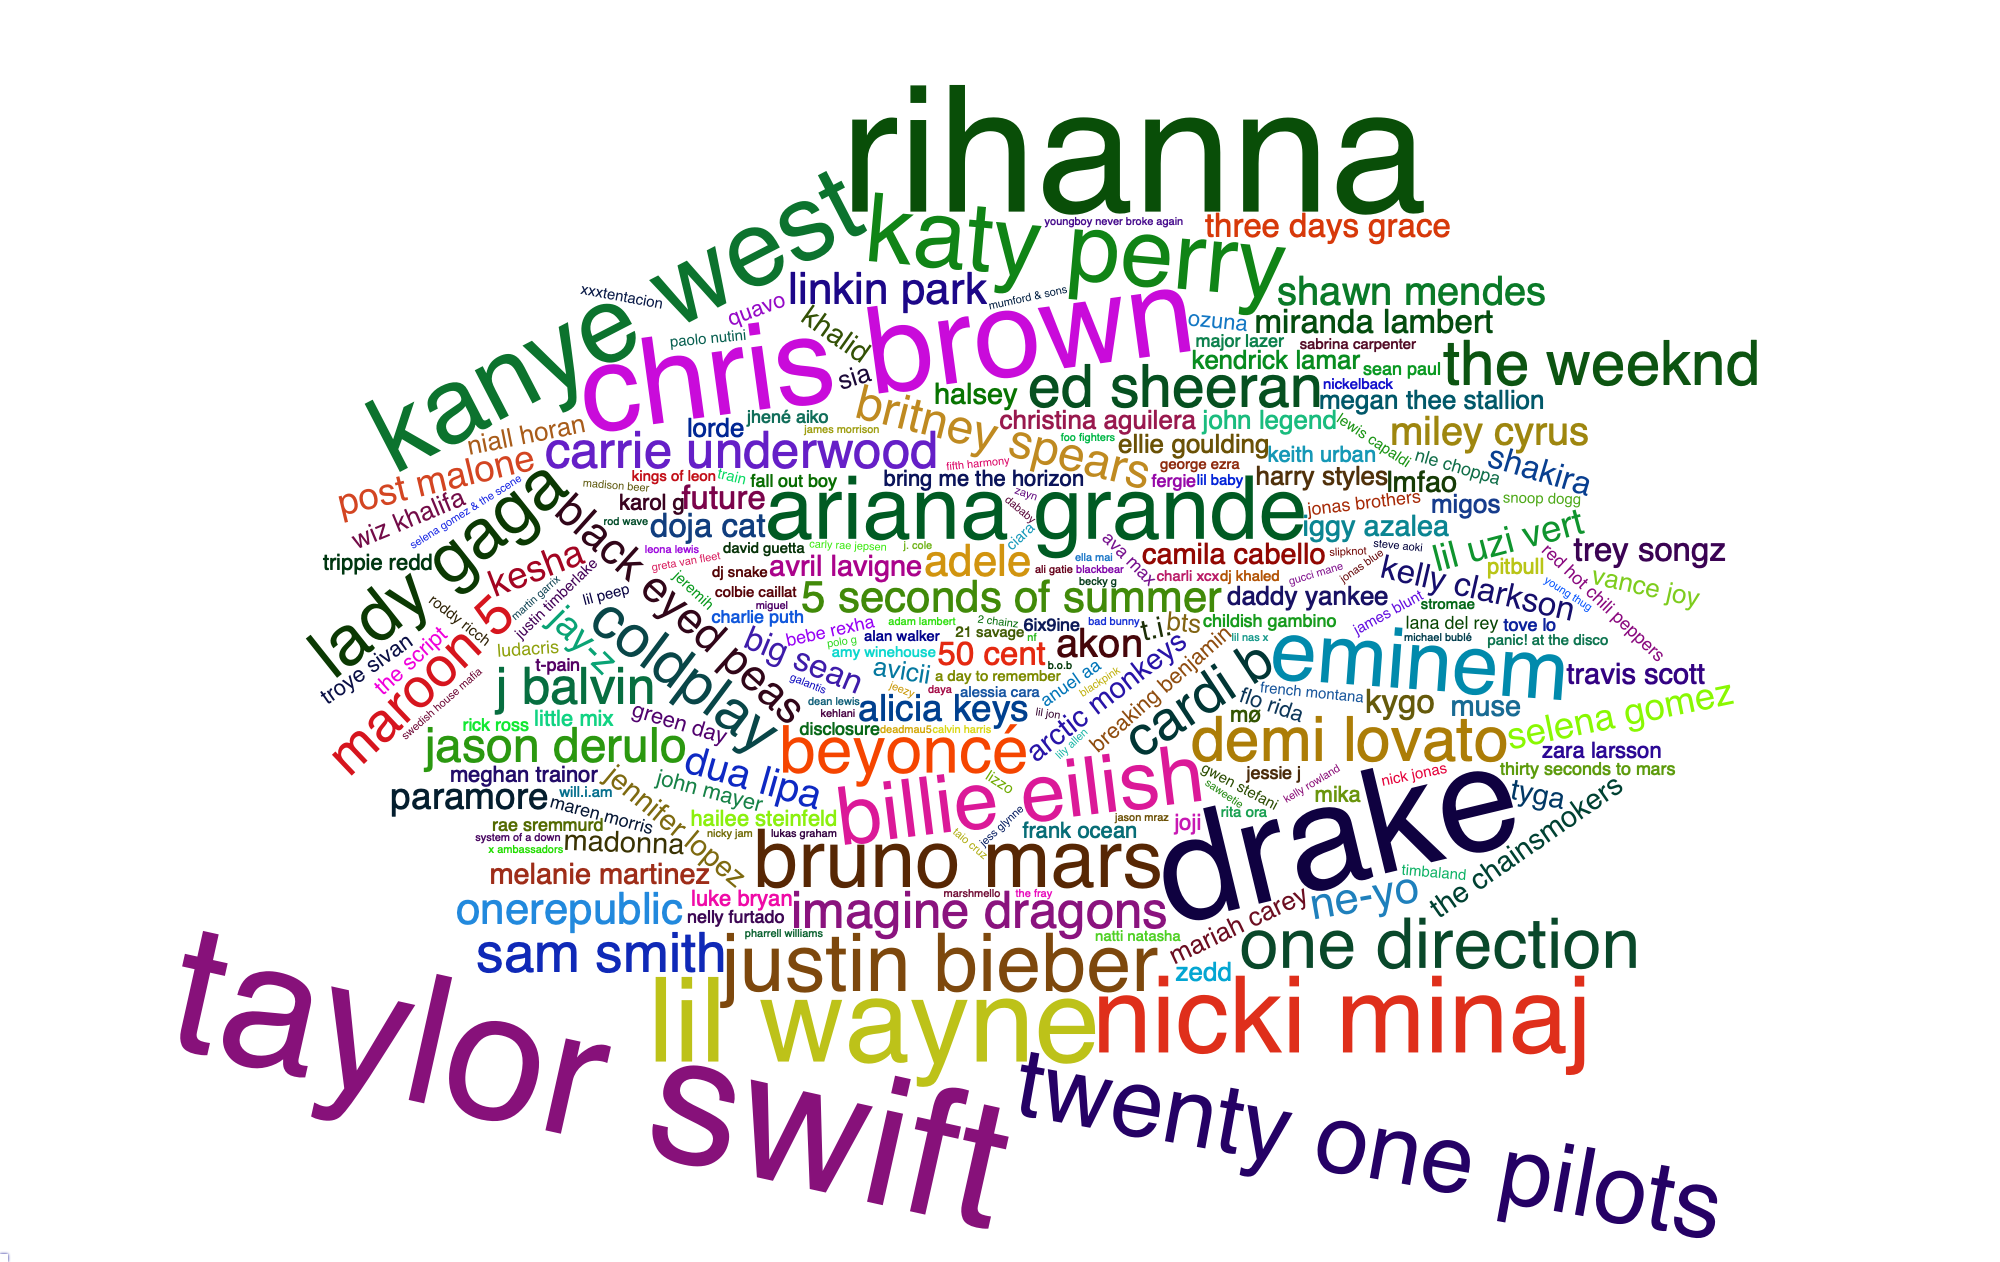 rihanna
kanye west
katy perry
youngboy never broke again
three days grace
xxxtentacion
quavo
linkin park
mumford & sons
shawn mendes
paolo nutini
khalid
chris brown
ozuna
miranda lambert
major lazer
sabrina carpenter
sia
kendrick lamar
sean paul
the weeknd
halsey
ed sheeran
nickelback
megan thee stallion
niall horan
lorde
jhené aiko
james morrison
britney spears
christina aguilera
john legend
lewis capaldi
miley cyrus
carrie underwood
foo fighters
ellie goulding
keith urban
nle choppa
shakira
post malone
kings of leon
train
fall out boy
fifth harmony
bring me the horizon
george ezra
fergie
lil baby
harry styles
lmfao
wiz khalifa
selena gomez & the scene
madison beer
karol g
future
ariana grande
zayn
dababy
jonas brothers
migos
snoop dogg
lady gaga
black eyed peas
rod wave
doja cat
ciara
iggy azalea
lil uzi vert
trippie redd
kesha
leona lewis
greta van fleet
david guetta
carly rae jepsen
j. cole
adele
ella mai
ava max
camila cabello
slipknot
steve aoki
trey songz
jonas blue
dj snake
avril lavigne
ali gatie
blackbear
charli xcx
dj khaled
gucci mane
kelly clarkson
pitbull
red hot chili peppers
vance joy
young thug
martin garrix
justin timberlake
lil peep
jeremih
colbie caillat
miguel
5 seconds of summer
becky g
daddy yankee
james blunt
stromae
roddy ricch
maroon 5
jay-z
coldplay
charlie puth
bebe rexha
adam lambert
2 chainz
6ix9ine
bad bunny
t.i.
bts
childish gambino
lana del rey
tove lo
troye sivan
the script
ludacris
t-pain
big sean
polo g
alan walker
21 savage
nf
akon
lil nas x
michael bublé
panic! at the disco
amy winehouse
50 cent
b.o.b
arctic monkeys
breaking benjamin
cardi b
eminem
travis scott
swedish house mafia
j balvin
galantis
avicii
a day to remember
anuel aa
blackpink
jeezy
daya
alessia cara
french montana
flo rida
kygo
muse
selena gomez
rick ross
little mix
green day
dean lewis
kehlani
alicia keys
lil jon
mø
jason derulo
disclosure
deadmau5
calvin harris
lily allen
demi lovato
zara larsson
beyoncé
meghan trainor
jennifer lopez
john mayer
dua lipa
lizzo
billie eilish
gwen stefani
saweetie
jessie j
kelly rowland
nick jonas
thirty seconds to mars
paramore
will.i.am
maren morris
hailee steinfeld
mika
tyga
the chainsmokers
rae sremmurd
system of a down
x ambassadors
madonna
nicky jam
lukas graham
taio cruz
jess glynne
frank ocean
jason mraz
joji
rita ora
drake
melanie martinez
bruno mars
timbaland
luke bryan
marshmello
the fray
onerepublic
nelly furtado
imagine dragons
mariah carey
ne-yo
pharrell williams
natti natasha
sam smith
justin bieber
zedd
one direction
taylor swift
lil wayne
nicki minaj
twenty one pilots